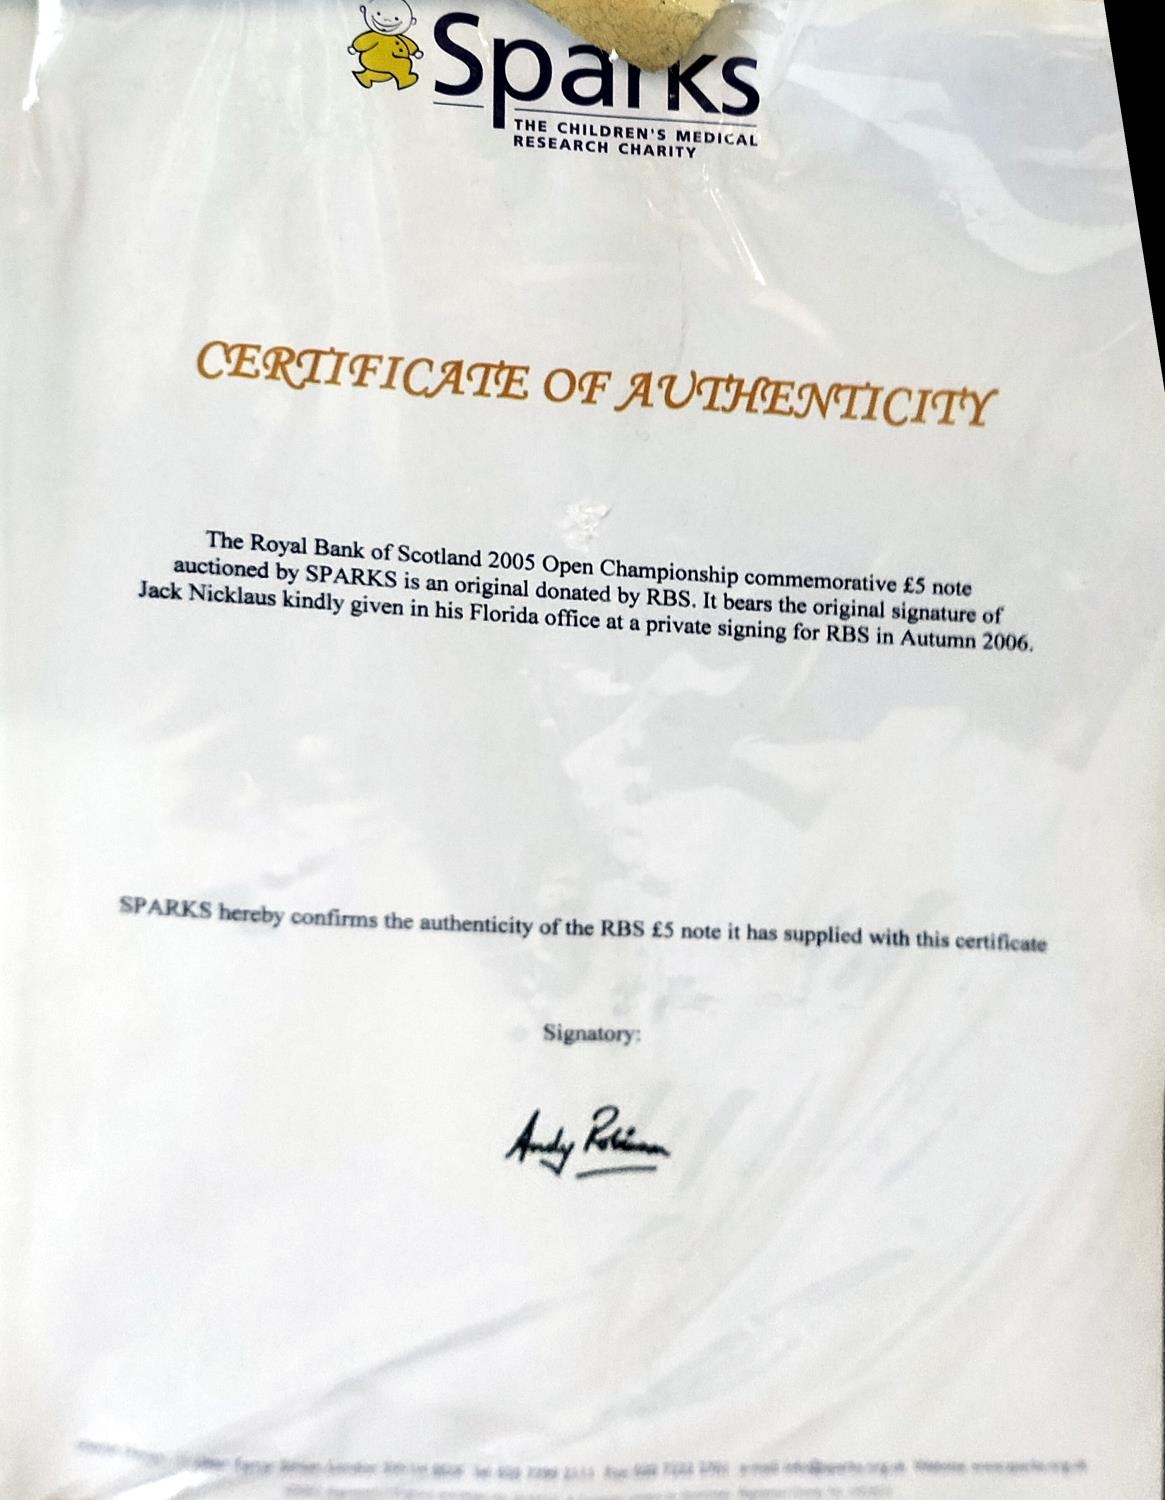 Sparks
THE CHILDREN'S MEDICAL
RESEARCH CHARITY
CERTIFICATE OF AUTHENTICITY
The Royal Bank of Scotland 2005 Open Championship commemorative £5 note
auctioned by SPARKS is an original donated by RBS. It bears the original signature of
Jack Nicklaus kindly given in his Florida office at a private signing for RBS in Autumn 2006.
SPARKS hereby confirms the authenticity of the RBS £5 note it has supplied with this certificate
Signatory:
Andy Robinson